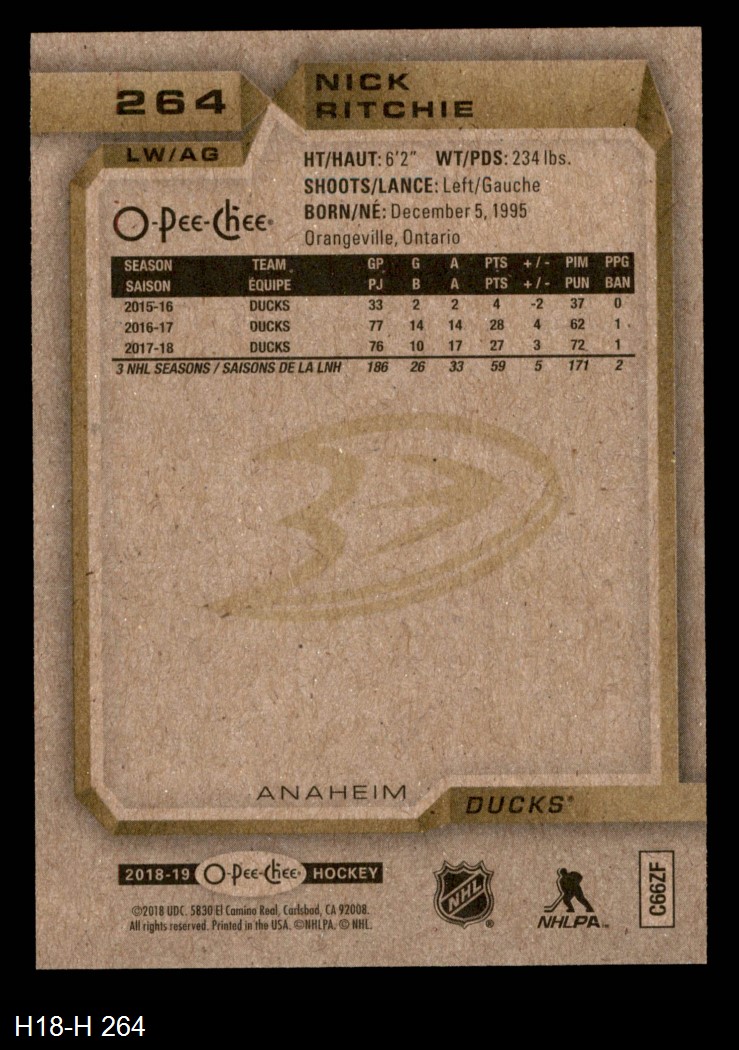 264
NICK
RITCHIE
LW/AG
HT/HAUT: 6'2" WT/PDS: 234 lbs.
SHOOTS/LANCE: Left/Gauche
BORN/NÉ: December 5, 1995
Orangeville, Ontario
O-Pee-Chee®
SEASON TEAM GP G A PTS +/- PIM PPG
SAISON ÉQUIPE PJ B A PTS +/- PUN BAN
2015-16 DUCKS 33 2 2 4 -2 37 0
2016-17 DUCKS 77 14 14 28 4 62 1
2017-18 DUCKS 76 10 17 27 3 72 1
3 NHL SEASONS / SAISONS DE LA LNH 186 26 33 59 5 171 2
ANAHEIM
DUCKS®
2018-19 O-Pee-Chee® HOCKEY
©2018 UDC. 5830 El Camino Real, Carlsbad, CA 92008.
All rights reserved. Printed in the USA. ©NHLPA. © NHL.
NHL®
NHLPA™
C66ZF
H18-H 264